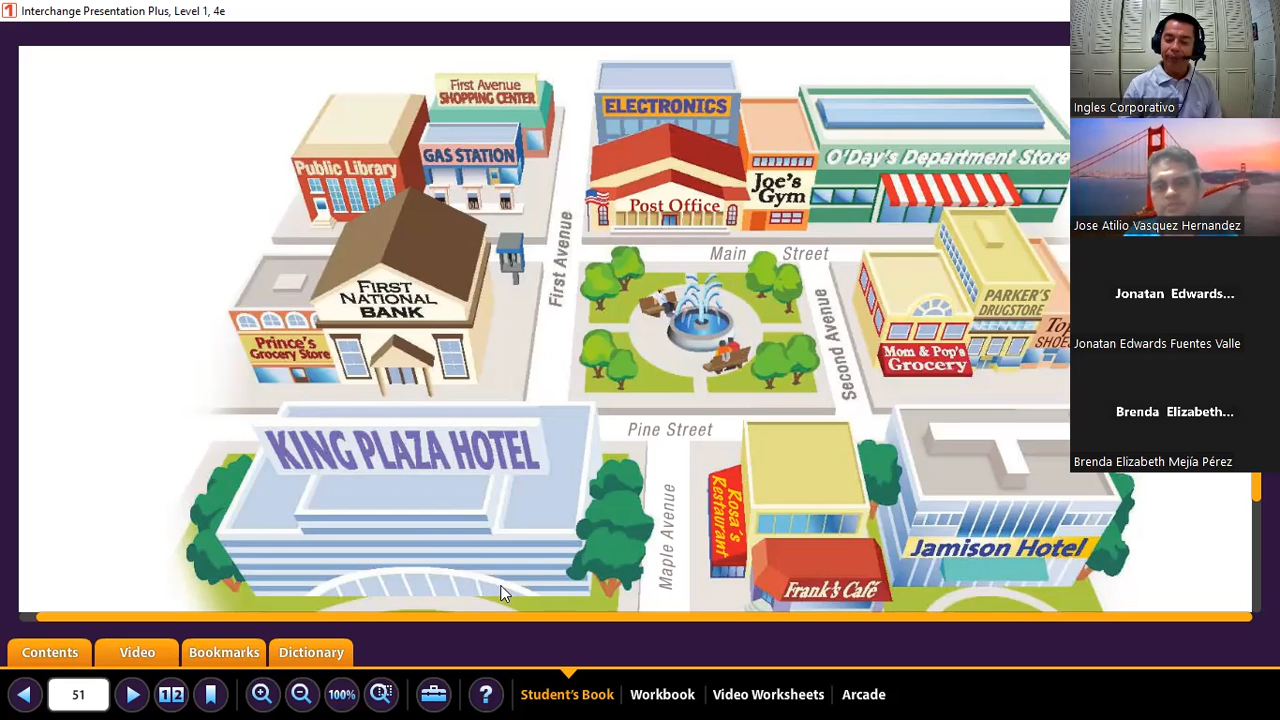 Interchange Presentation Plus, Level 1, 4e
First Avenue
SHOPPING CENTER
Public Library
GAS STATION
ELECTRONICS
Post Office
JOE'S
GYM
O'DAY'S Department Store
First Avenue
Main Street
FIRST
NATIONAL
BANK
Prince's
Grocery Store
Second Avenue
PARKER'S
DRUGSTORE
Mom & Pop's
Grocery
SHOES
KING PLAZA HOTEL
Pine Street
Maple Avenue
Rosa's
Restaurant
Frank's Café
Jamison Hotel
Ingles Corporativo
Jose Atilio Vasquez Hernandez
Jonatan Edwards...
Jonatan Edwards Fuentes Valle
Brenda Elizabeth...
Brenda Elizabeth Mejía Pérez
Contents
Video
Bookmarks
Dictionary
51
1 2
100%
?
Student's Book
Workbook
Video Worksheets
Arcade